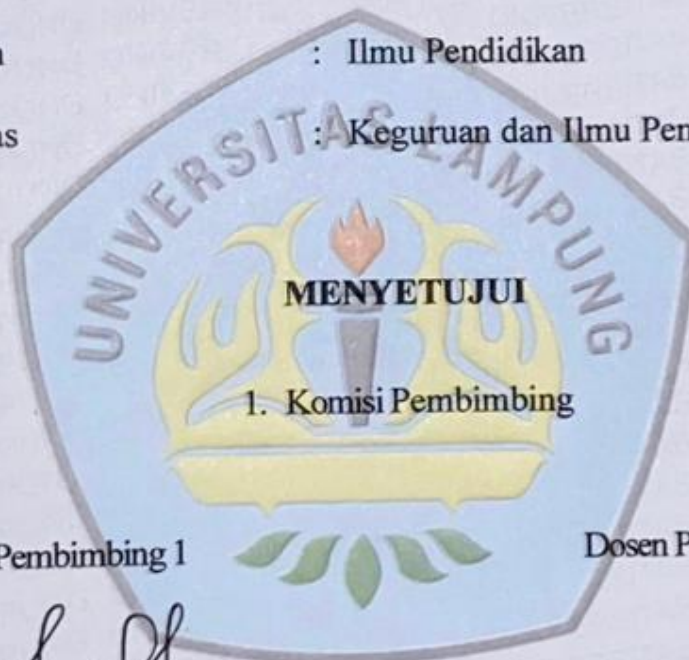 : Ilmu Pendidikan
: Keguruan dan Ilmu Pen
UNIVERSITAS LAMPUNG
MENYETUJUI
1. Komisi Pembimbing
Pembimbing 1 Dosen P